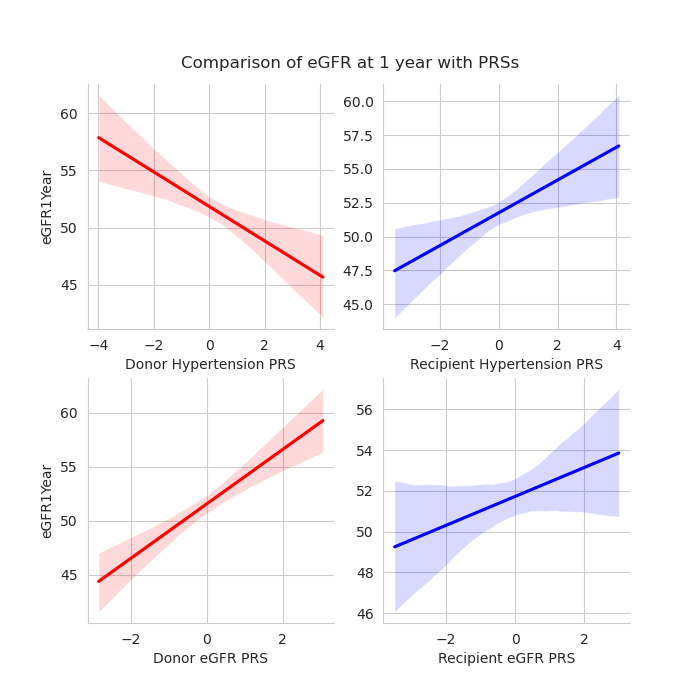 Comparison of eGFR at 1 year with PRSs
60
55
50
45
eGFR1Year
−4 −2 0 2 4
Donor Hypertension PRS
60.0
57.5
55.0
52.5
50.0
47.5
45.0
−2 0 2 4
Recipient Hypertension PRS
60
55
50
45
eGFR1Year
−2 0 2
Donor eGFR PRS
56
54
52
50
48
46
−2 0 2
Recipient eGFR PRS